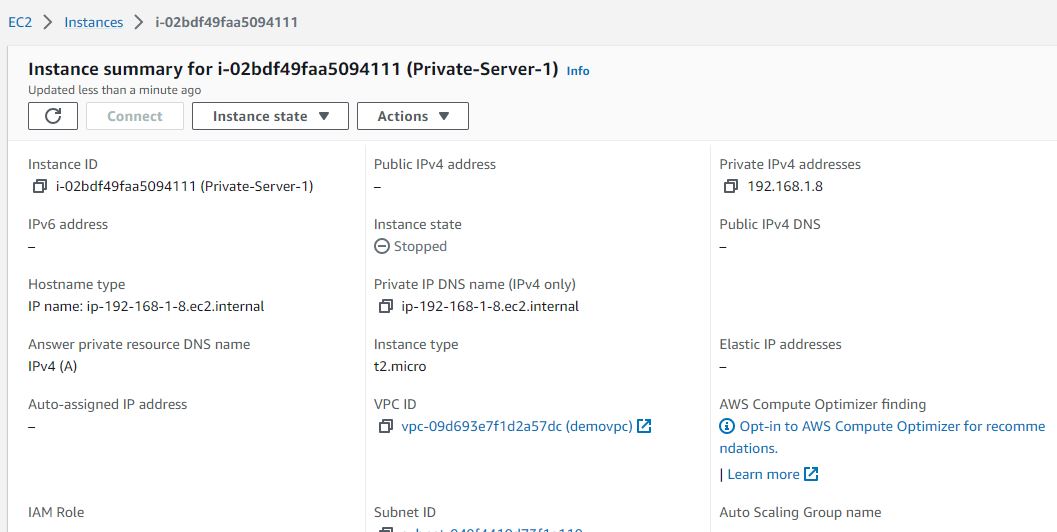 EC2 > Instances > i-02bdf49faa5094111
Instance summary for i-02bdf49faa5094111 (Private-Server-1) Info
Updated less than a minute ago
Connect Instance state Actions
Instance ID
i-02bdf49faa5094111 (Private-Server-1)
Public IPv4 address
–
Private IPv4 addresses
192.168.1.8
IPv6 address
–
Instance state
Stopped
Public IPv4 DNS
–
Hostname type
IP name: ip-192-168-1-8.ec2.internal
Private IP DNS name (IPv4 only)
ip-192-168-1-8.ec2.internal
Answer private resource DNS name
IPv4 (A)
Instance type
t2.micro
Elastic IP addresses
–
Auto-assigned IP address
–
VPC ID
vpc-09d693e7f1d2a57dc (demovpc)
AWS Compute Optimizer finding
Opt-in to AWS Compute Optimizer for recomme
ndations.
| Learn more
IAM Role
Subnet ID
Auto Scaling Group name